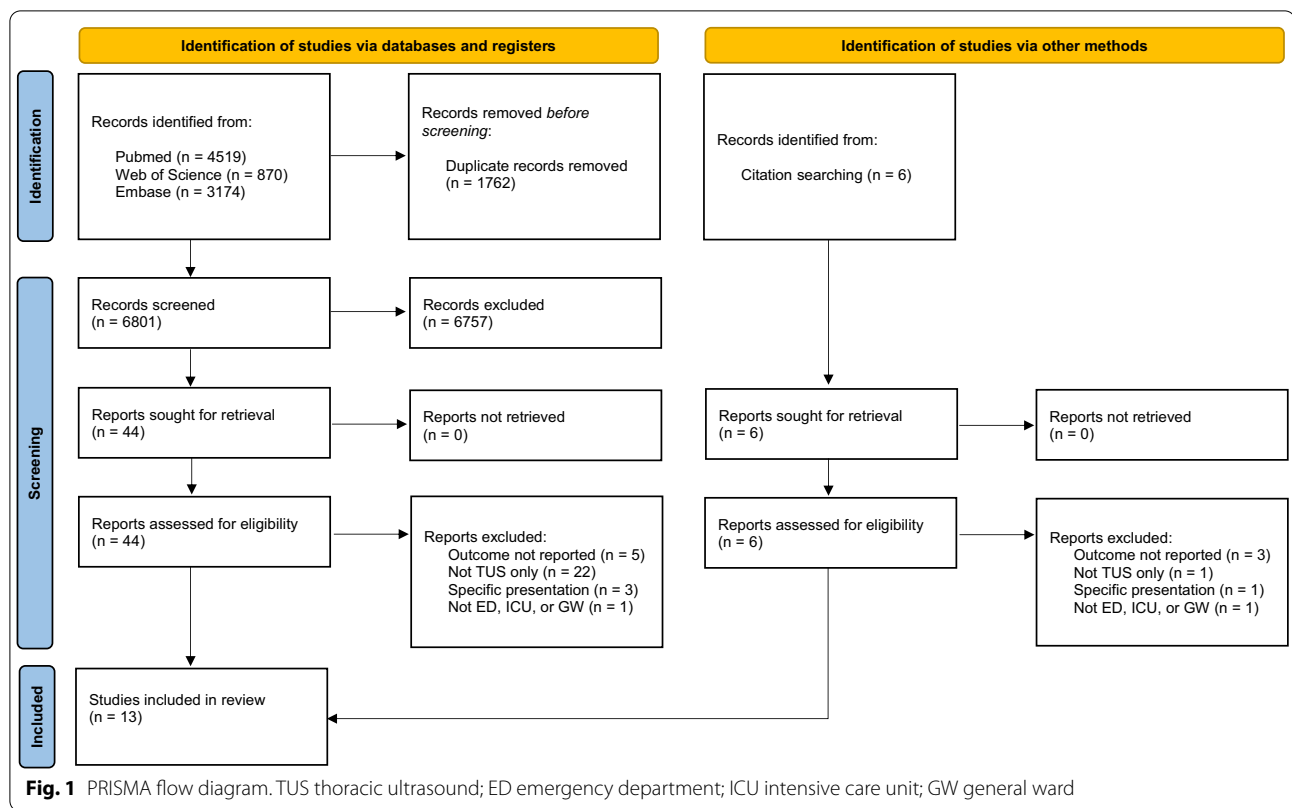 Identification of studies via databases and registers
Identification of studies via other methods
Identification
Records identified from:
Pubmed (n = 4519)
Web of Science (n = 870)
Embase (n = 3174)
Records removed before
screening:
Duplicate records removed
(n = 1762)
Records identified from:
Citation searching (n = 6)
Screening
Records screened
(n = 6801)
Records excluded
(n = 6757)
Reports sought for retrieval
(n = 44)
Reports not retrieved
(n = 0)
Reports sought for retrieval
(n = 6)
Reports not retrieved
(n = 0)
Reports assessed for eligibility
(n = 44)
Reports excluded:
Outcome not reported (n = 5)
Not TUS only (n = 22)
Specific presentation (n = 3)
Not ED, ICU, or GW (n = 1)
Reports assessed for eligibility
(n = 6)
Reports excluded:
Outcome not reported (n = 3)
Not TUS only (n = 1)
Specific presentation (n = 1)
Not ED, ICU, or GW (n = 1)
Included
Studies included in review
(n = 13)
Fig. 1 PRISMA flow diagram. TUS thoracic ultrasound; ED emergency department; ICU intensive care unit; GW general ward